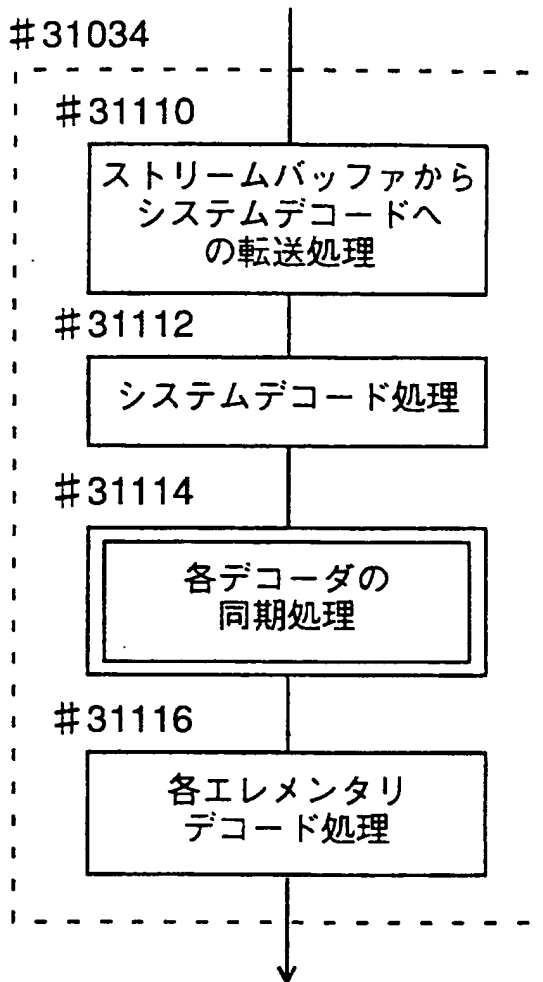 #31034
#31110
ストリームバッファから
システムデコードへ
の転送処理
#31112
システムデコード処理
#31114
各デコーダの
同期処理
#31116
各エレメンタリ
デコード処理